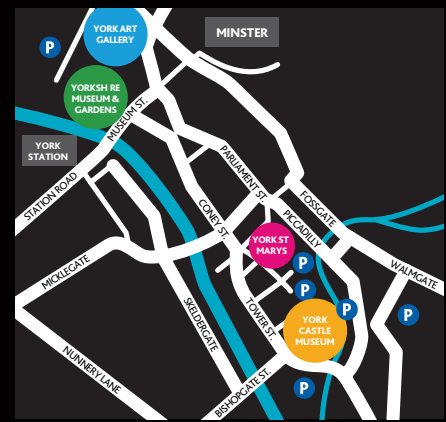 YORK ART
GALLERY
MINSTER
P
YORKSH RE
MUSEUM &
GARDENS
MUSEUM ST.
YORK
STATION
STATION ROAD
PARLIAMENT ST.
FOSSGATE
CONEY ST.
PICCADILLY
YORK ST
MARYS
WALMGATE
MICKLEGATE
P
P
SKELDERGATE
TOWER ST.
P
YORK
CASTLE
MUSEUM
P
NUNNERY LANE
BISHOPGATE ST.
P